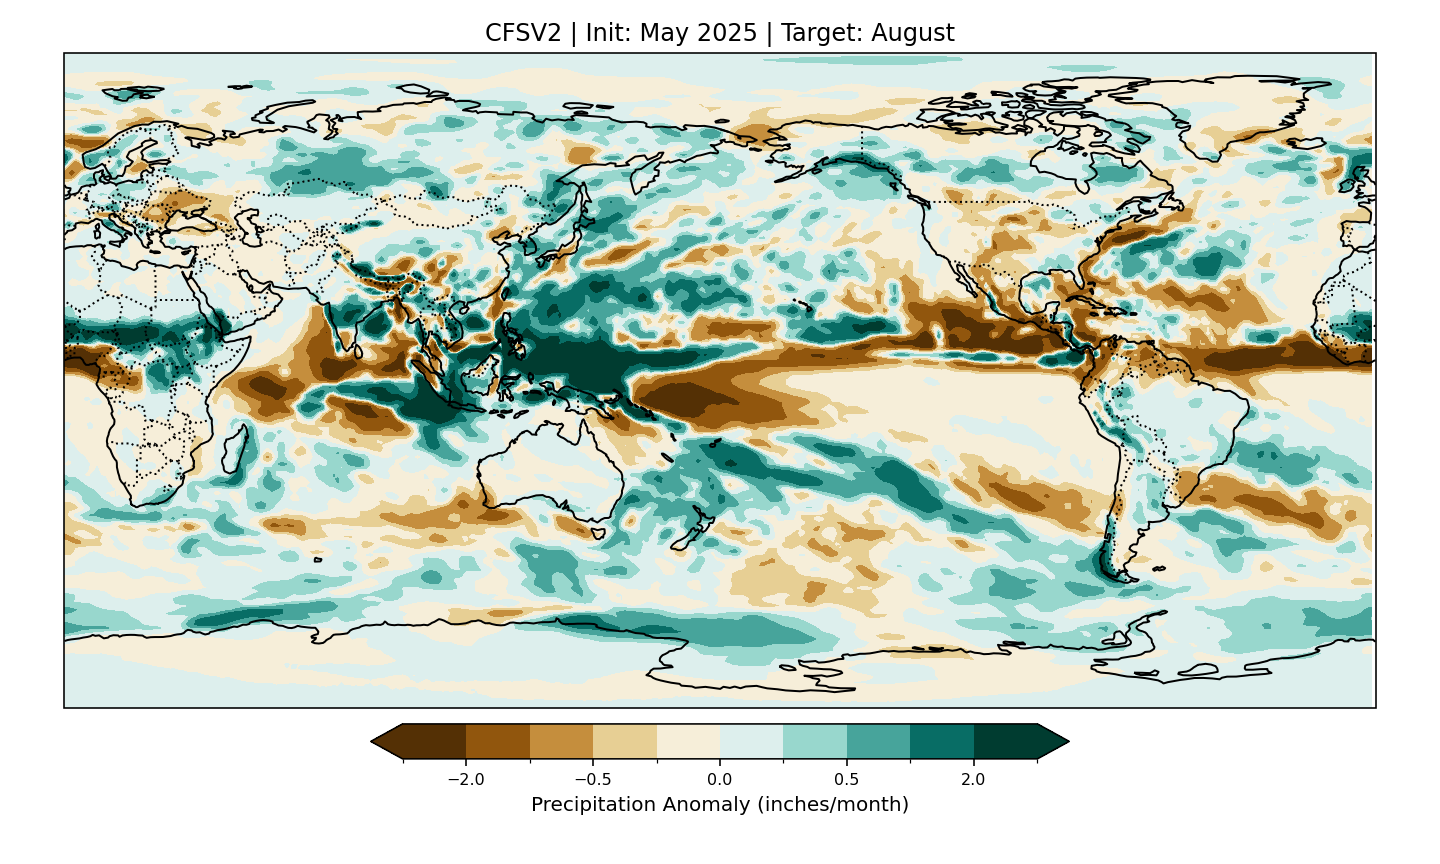 CFSV2 | Init: May 2025 | Target: August
−2.0 −0.5 0.0 0.5 2.0
Precipitation Anomaly (inches/month)